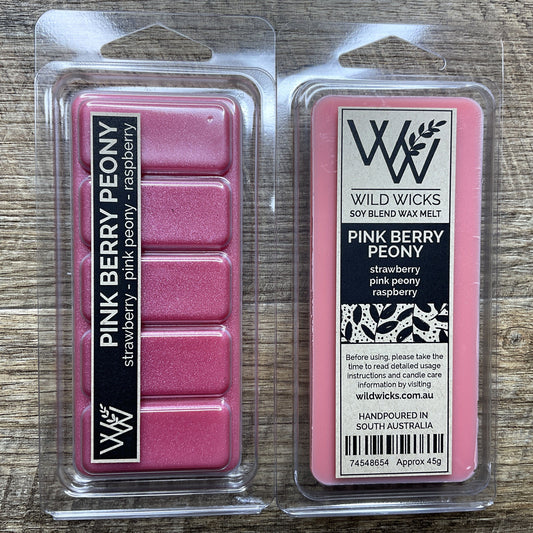 PINK BERRY PEONY
strawberry - pink peony - raspberry
WW
WW
WILD WICKS
SOY BLEND WAX MELT
PINK BERRY
PEONY
strawberry
pink peony
raspberry
Before using, please take the
time to read detailed usage
instructions and candle care
information by visiting
wildwicks.com.au
HANDPOURED IN
SOUTH AUSTRALIA
74548654 Approx 45g